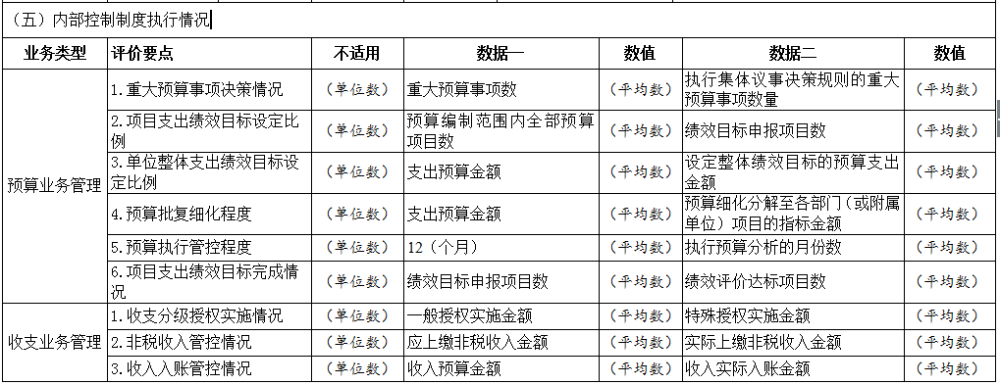 （五）内部控制制度执行情况
业务类型 评价要点 不适用 数据一 数值 数据二 数值
预算业务管理
1.重大预算事项决策情况 （单位数） 重大预算事项数 （平均数） 执行集体议事决策规则的重大
预算事项数量 （平均数）
2.项目支出绩效目标设定比
例 （单位数） 预算编制范围内全部预算
项目数 （平均数） 绩效目标申报项目数 （平均数）
3.单位整体支出绩效目标设
定比例 （单位数） 支出预算金额 （平均数） 设定整体绩效目标的预算支出
金额 （平均数）
4.预算批复细化程度 （单位数） 支出预算金额 （平均数） 预算细化分解至各部门（或附属
单位）项目的指标金额 （平均数）
5.预算执行管控程度 （单位数） 12（个月） （平均数） 执行预算分析的月份数 （平均数）
6.项目支出绩效目标完成情
况 （单位数） 绩效目标申报项目数 （平均数） 绩效评价达标项目数 （平均数）
收支业务管理
1.收支分级授权实施情况 （单位数） 一般授权实施金额 （平均数） 特殊授权实施金额 （平均数）
2.非税收入管控情况 （单位数） 应上缴非税收入金额 （平均数） 实际上缴非税收入金额 （平均数）
3.收入入账管控情况 （单位数） 收入预算金额 （平均数） 收入实际入账金额 （平均数）